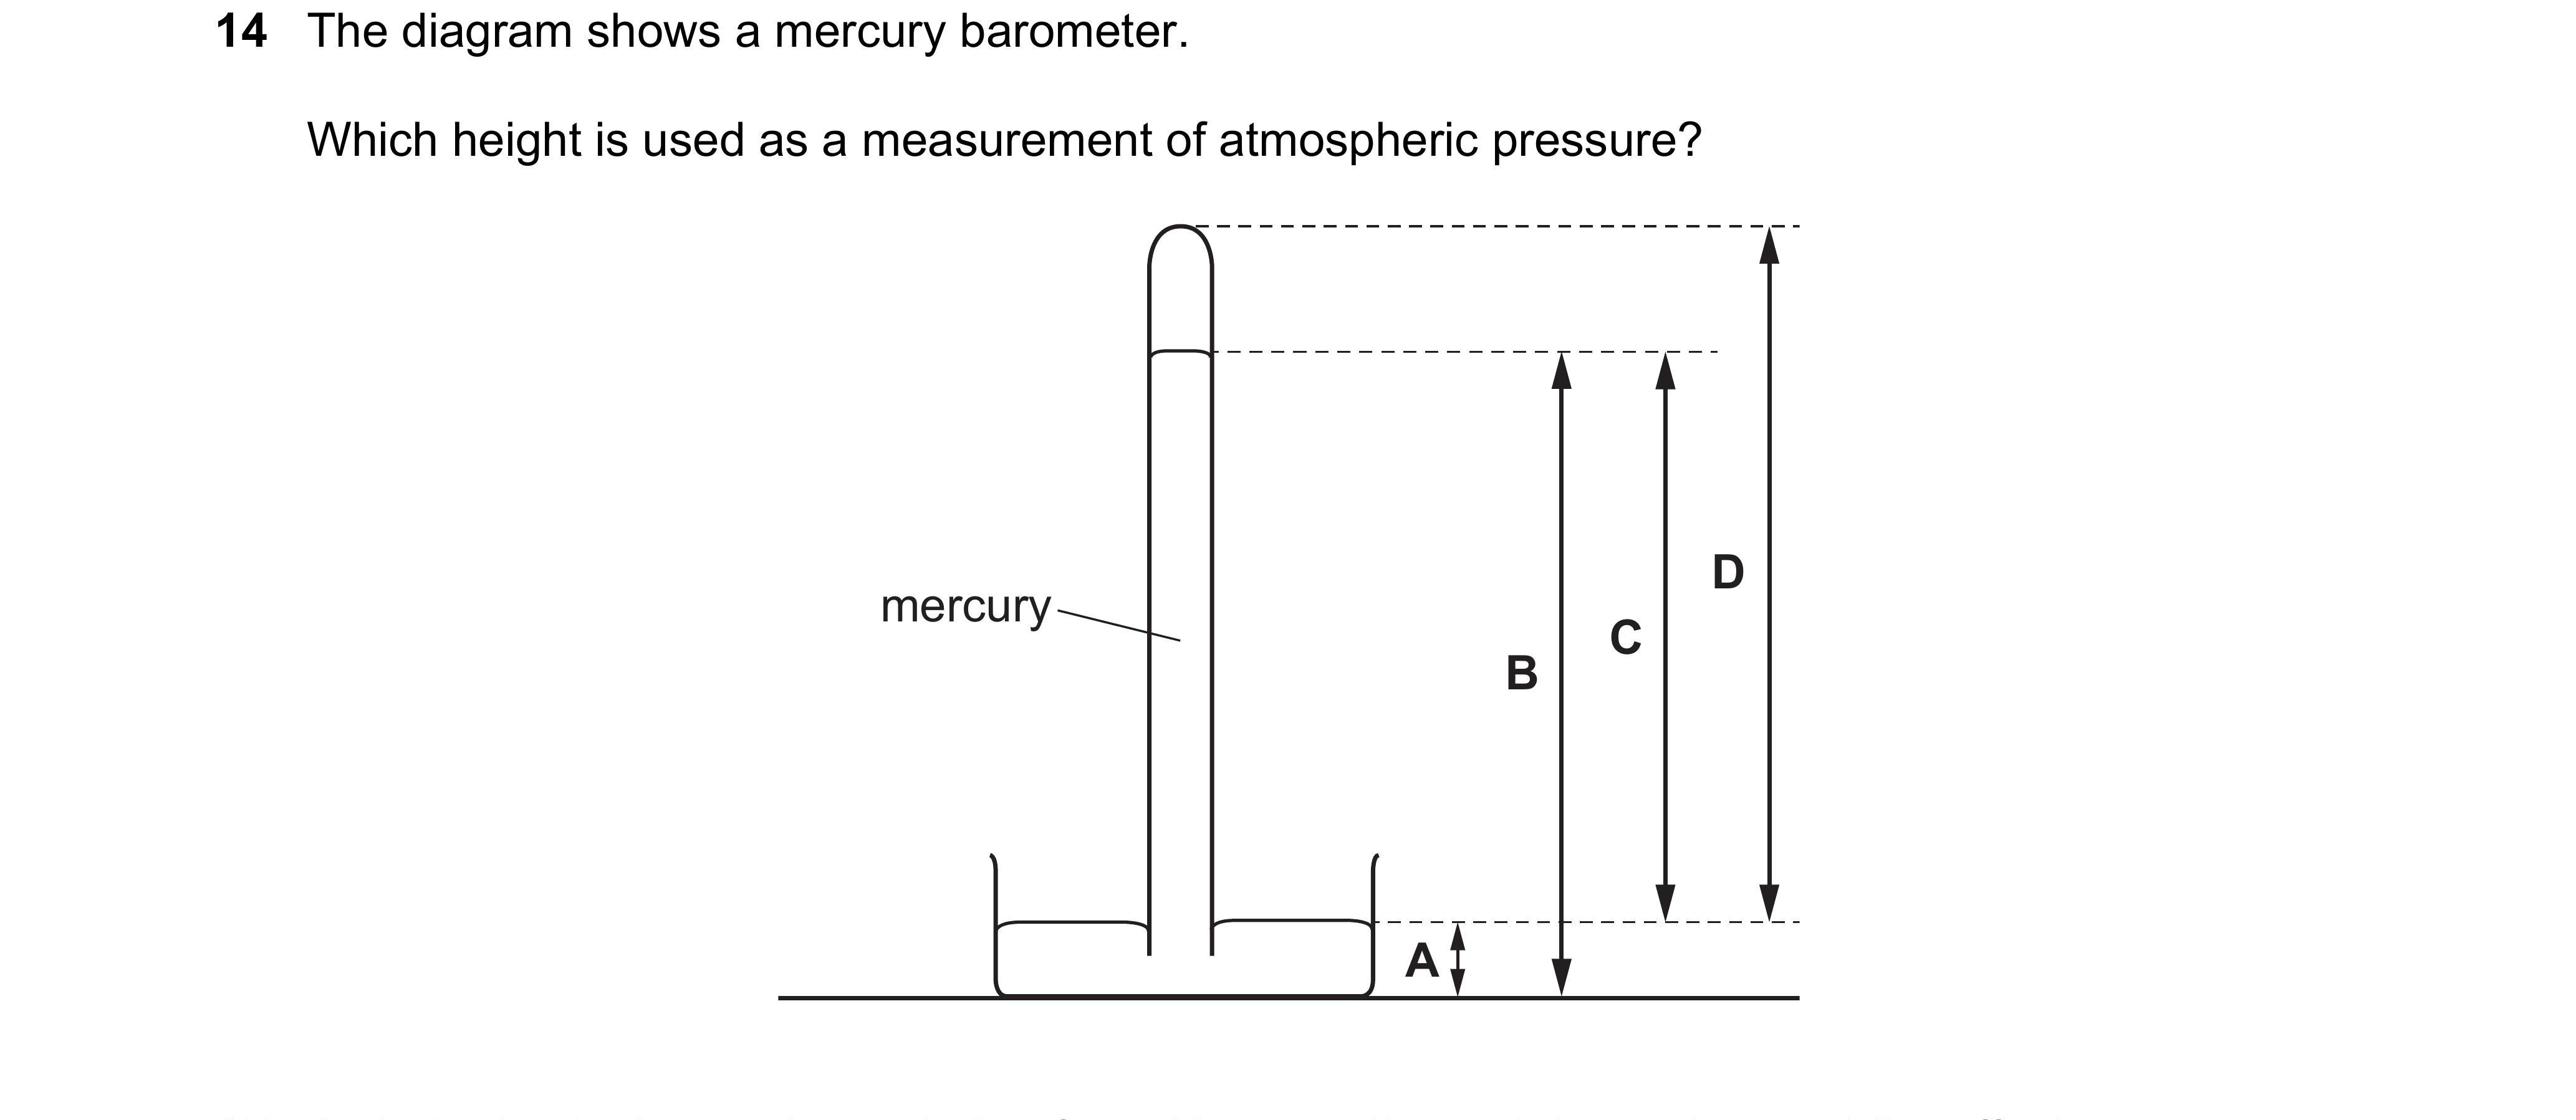 14 The diagram shows a mercury barometer.
Which height is used as a measurement of atmospheric pressure?
D
C
mercury
B
A